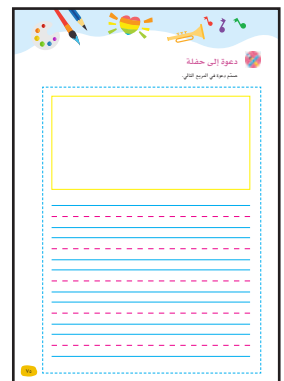 دعوة إلى حفلة
صمّم دعوة في المربع التالي.
٧٥